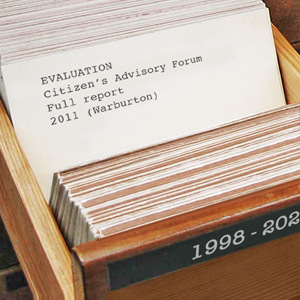 EVALUATION
Citizen's Advisory Forum
Full report
2011 (Warburton)
1998-202